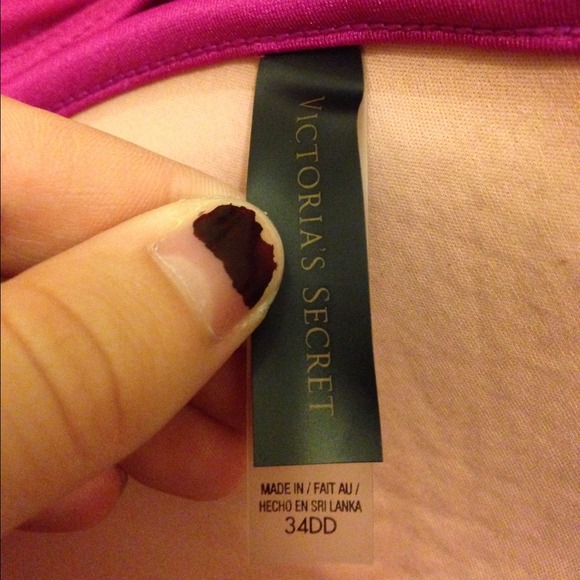 VICTORIA'S SECRET
MADE IN / FAIT AU /
HECHO EN SRI LANKA
34DD